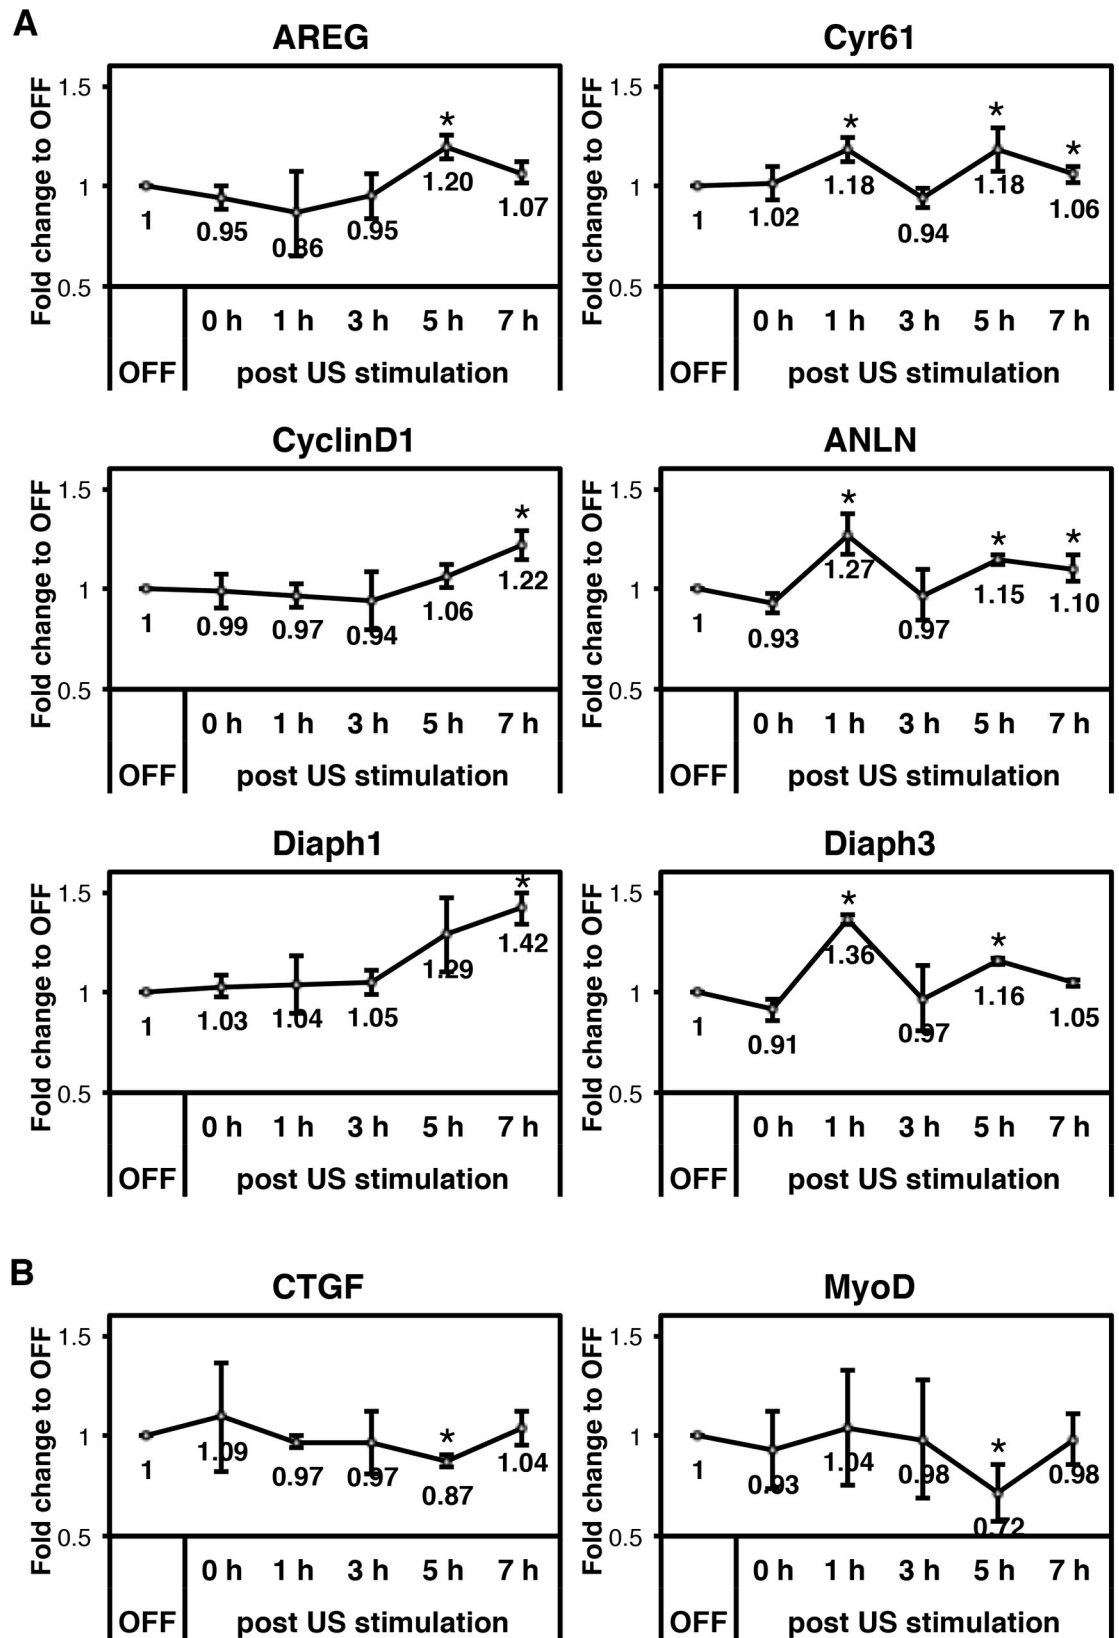 A
AREG
Fold change to OFF
1.5
*
1
1
0.95
0.86
0.95
1.20
1.07
0.5
0 h 1 h 3 h 5 h 7 h
OFF post US stimulation
Cyr61
Fold change to OFF
1.5
* * *
1
1
1.02
1.18
0.94
1.18
1.06
0.5
0 h 1 h 3 h 5 h 7 h
OFF post US stimulation
CyclinD1
Fold change to OFF
1.5
*
1
1
0.99
0.97
0.94
1.06
1.22
0.5
0 h 1 h 3 h 5 h 7 h
OFF post US stimulation
ANLN
Fold change to OFF
1.5
* * *
1
1
0.93
1.27
0.97
1.15
1.10
0.5
0 h 1 h 3 h 5 h 7 h
OFF post US stimulation
Diaph1
Fold change to OFF
1.5
*
1
1
1.03
1.04
1.05
1.29
1.42
0.5
0 h 1 h 3 h 5 h 7 h
OFF post US stimulation
Diaph3
Fold change to OFF
1.5
* *
1
1
0.91
1.36
0.97
1.16
1.05
0.5
0 h 1 h 3 h 5 h 7 h
OFF post US stimulation
B
CTGF
Fold change to OFF
1.5
*
1
1
1.09
0.97
0.97
0.87
1.04
0.5
0 h 1 h 3 h 5 h 7 h
OFF post US stimulation
MyoD
Fold change to OFF
1.5
*
1
1
0.93
1.04
0.98
0.72
0.98
0.5
0 h 1 h 3 h 5 h 7 h
OFF post US stimulation